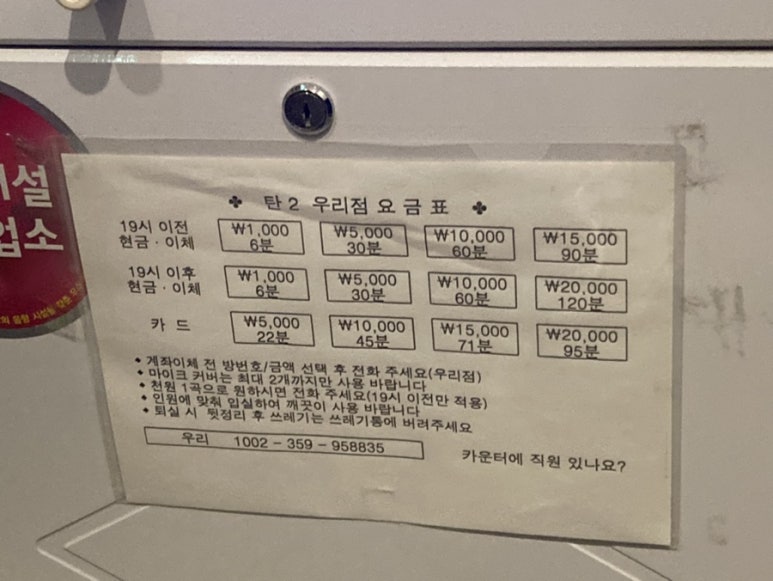 ✤ 탄2 우리점 요금표 ✤
19시 이전
현금·이체
₩1,000 ₩5,000 ₩10,000 ₩15,000
6분 30분 60분 90분
19시 이후
현금·이체
₩1,000 ₩5,000 ₩10,000 ₩20,000
6분 30분 60분 120분
카드
₩5,000 ₩10,000 ₩15,000 ₩20,000
22분 45분 71분 95분
◆ 계좌이체 전 방번호/금액 선택 후 전화 주세요(우리점)
◆ 마이크 커버는 최대 2개까지만 사용 바랍니다
◆ 천원 1곡으로 원하시면 전화 주세요(19시 이전만 적용)
◆ 인원에 맞춰 입실하여 깨끗이 사용 바랍니다
◆ 퇴실 시 뒷정리 후 쓰레기는 쓰레기통에 버려주세요
우리 1002 - 359 - 958835
카운터에 직원 있나요?
설
업소